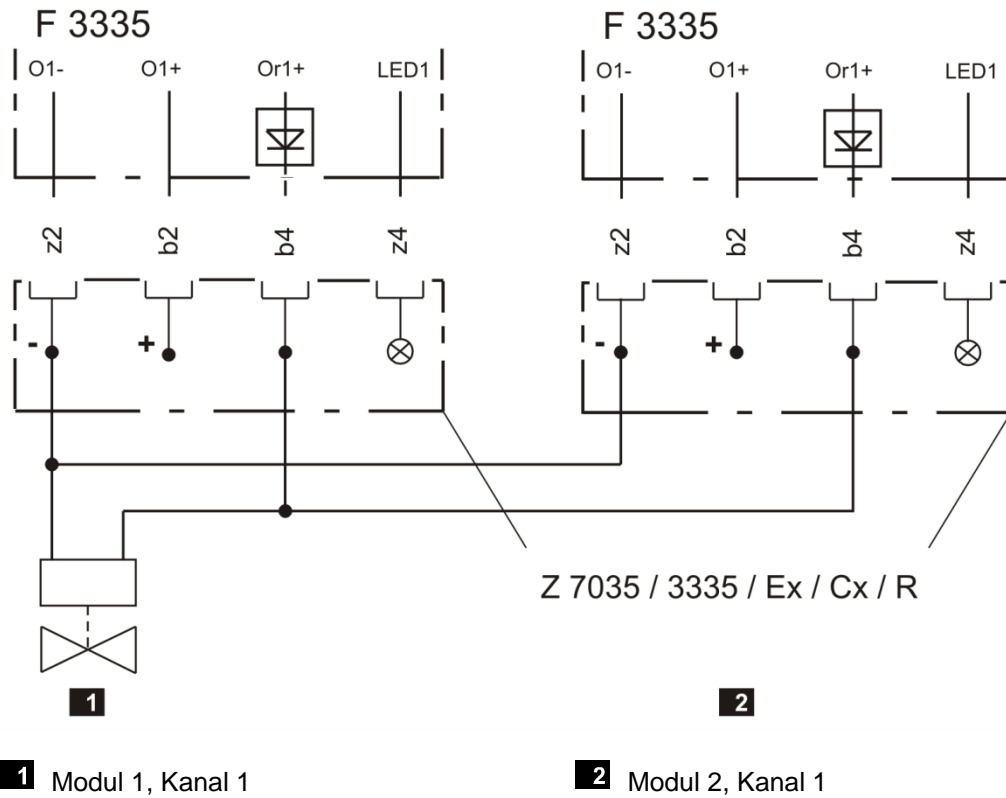 F 3335 F 3335
O1- O1+ Or1+ LED1 O1- O1+ Or1+ LED1
z2 b2 b4 z4 z2 b2 b4 z4
- + - +
Z 7035 / 3335 / Ex / Cx / R
1 2
1 Modul 1, Kanal 1 2 Modul 2, Kanal 1